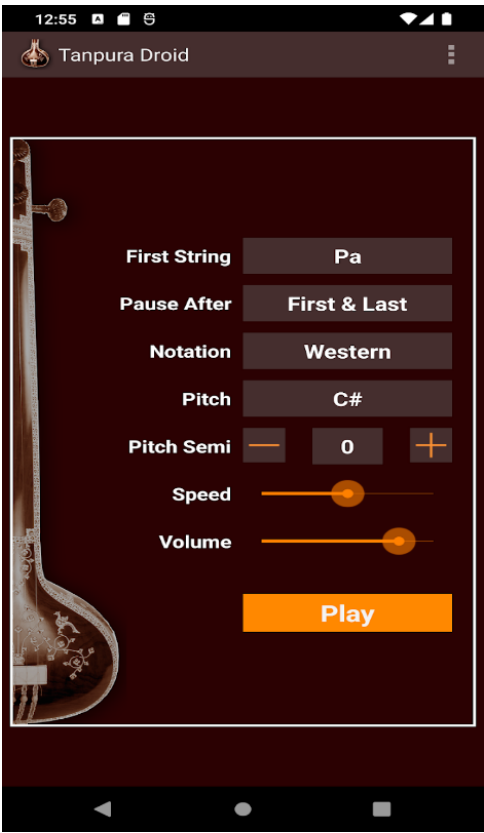 12:55
Tanpura Droid
First String Pa
Pause After First & Last
Notation Western
Pitch C#
Pitch Semi 0
Speed
Volume
Play